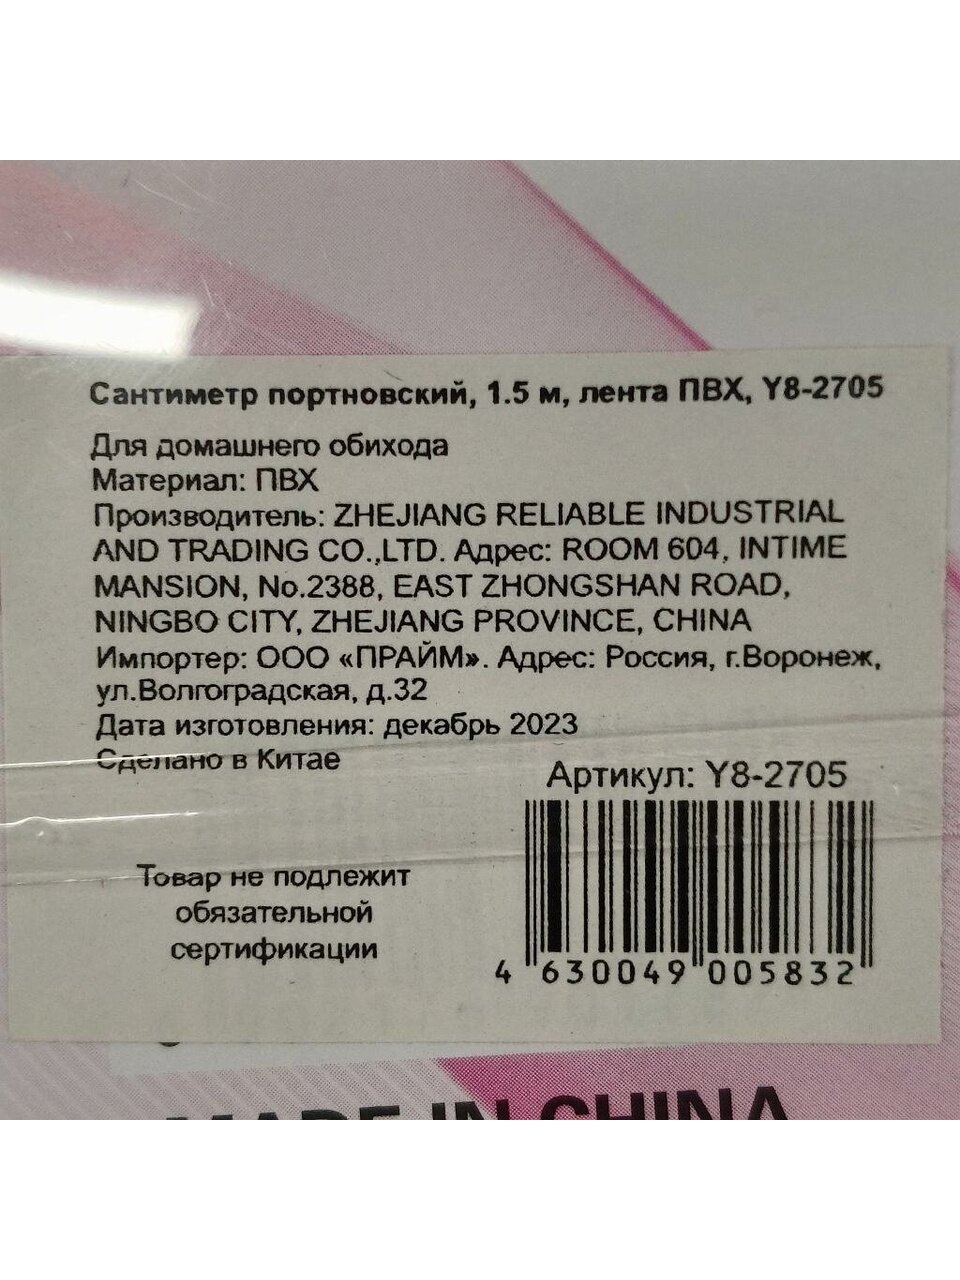 Сантиметр портновский, 1.5 м, лента ПВХ, Y8-2705
Для домашнего обихода
Материал: ПВХ
Производитель: ZHEJIANG RELIABLE INDUSTRIAL
AND TRADING CO.,LTD. Адрес: ROOM 604, INTIME
MANSION, No.2388, EAST ZHONGSHAN ROAD,
NINGBO CITY, ZHEJIANG PROVINCE, CHINA
Импортер: ООО «ПРАЙМ». Адрес: Россия, г.Воронеж,
ул.Волгоградская, д.32
Дата изготовления: декабрь 2023
Сделано в Китае
Артикул: Y8-2705
Товар не подлежит
обязательной
сертификации
4 630049 005832
MADE IN CHINA